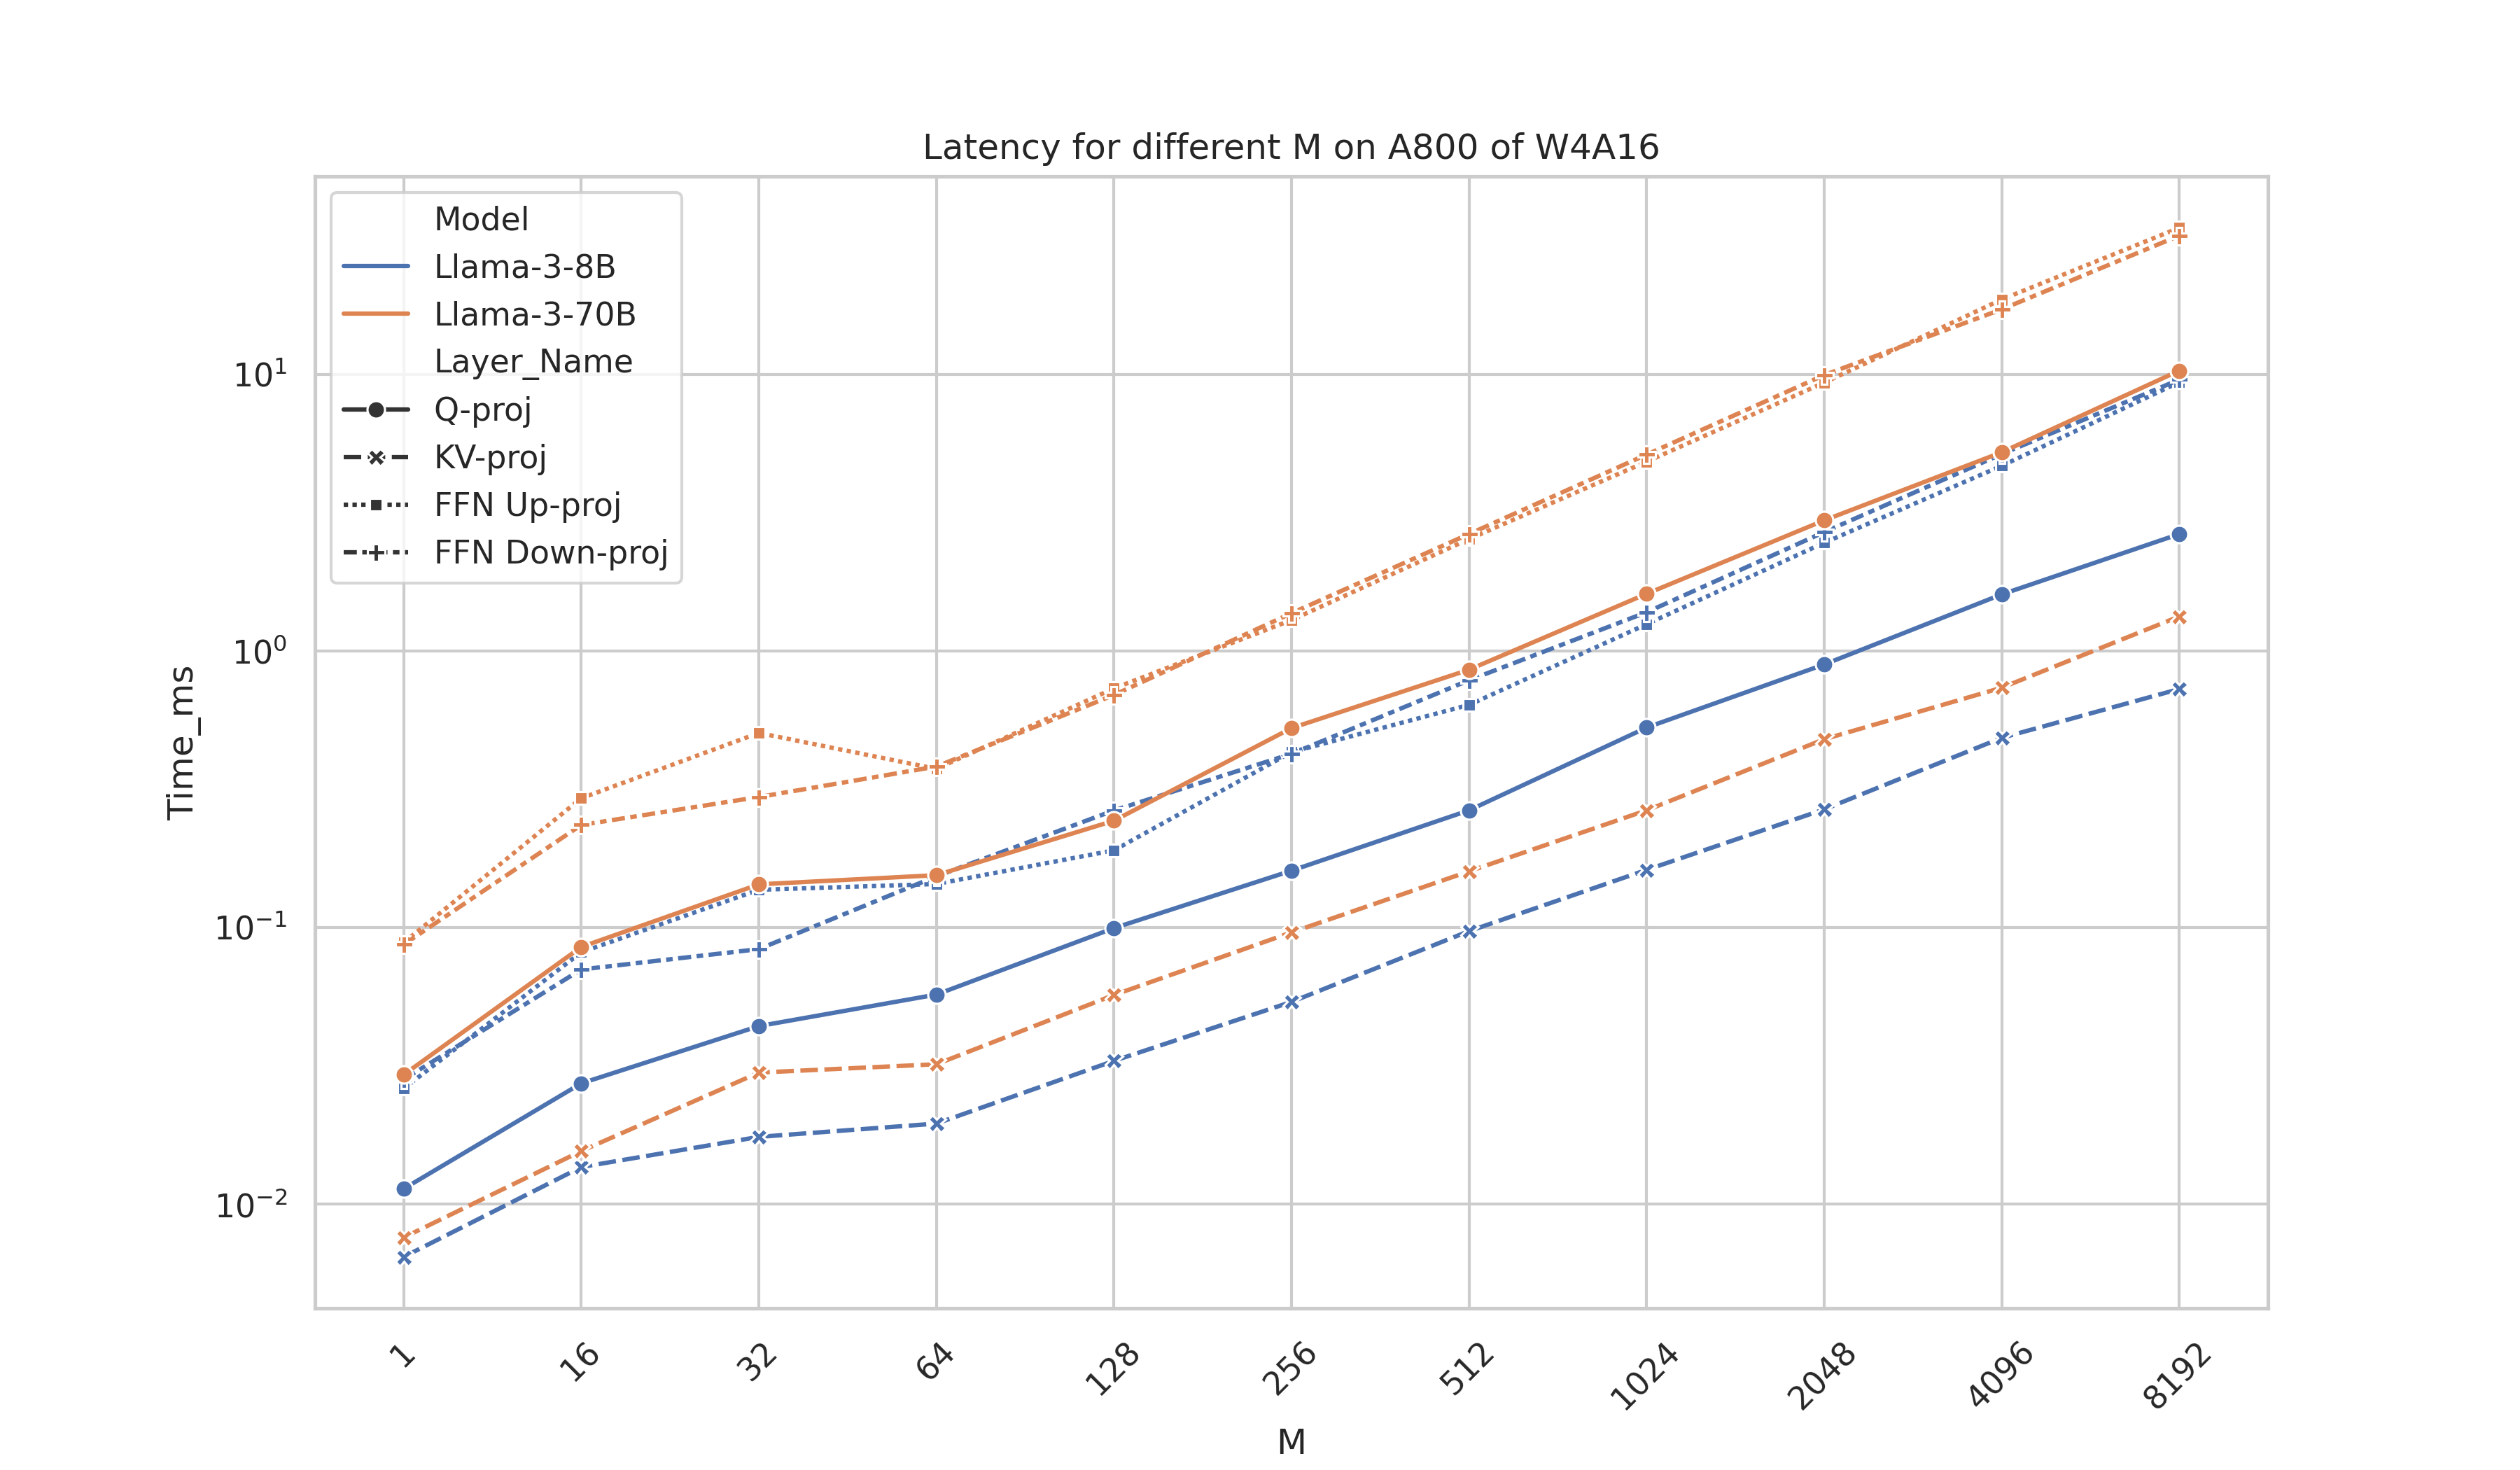 Latency for different M on A800 of W4A16
Model
Llama-3-8B
Llama-3-70B
Layer_Name
Q-proj
KV-proj
FFN Up-proj
FFN Down-proj
Time_ms
10¹
10⁰
10⁻¹
10⁻²
1 16 32 64 128 256 512 1024 2048 4096 8192
M